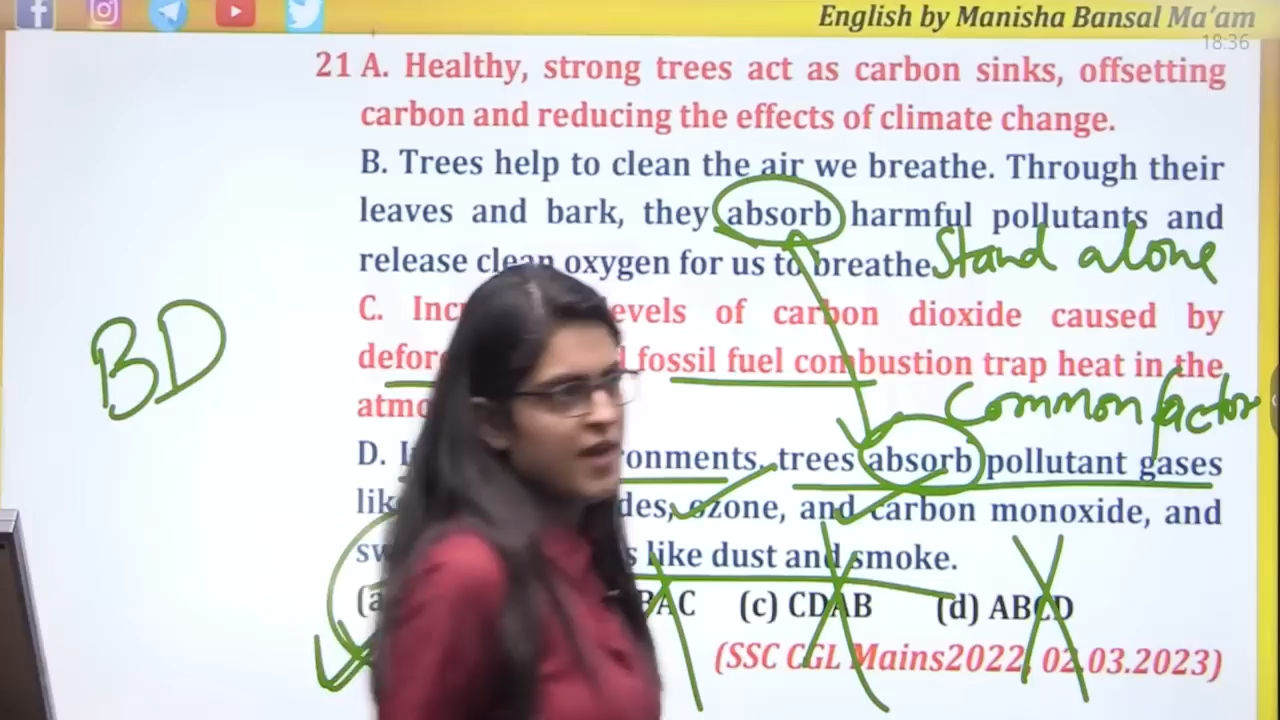 English by Manisha Bansal Ma'am
18:36
21 A. Healthy, strong trees act as carbon sinks, offsetting
carbon and reducing the effects of climate change.
B. Trees help to clean the air we breathe. Through their
leaves and bark, they absorb harmful pollutants and
release clean oxygen for us to breathe
Stand alone
C. evels of carbon dioxide caused by
fossil fuel combustion trap heat in the
BD
Common factor
D. trees absorb pollutant gases
ozone, and carbon monoxide, and
like dust and smoke.
(a BAC (c) CDAB (d) ABCD
(SSC CGL Mains2022, 02.03.2023)